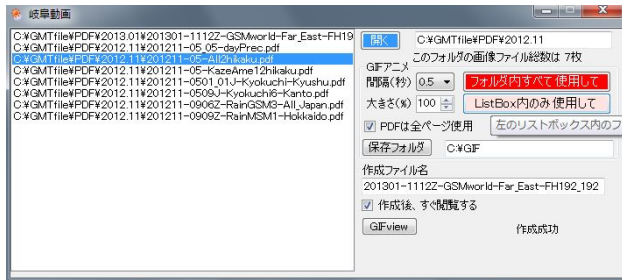 岐阜動画
C:¥GMTfile¥PDF¥2013.01¥201301-1112Z-GSMworld-Far_East-FH19
C:¥GMTfile¥PDF¥2012.11¥201211-05_05-dayPrec.pdf
C:¥GMTfile¥PDF¥2012.11¥201211-05-All2hikaku.pdf
C:¥GMTfile¥PDF¥2012.11¥201211-05-KazeAme12hikaku.pdf
C:¥GMTfile¥PDF¥2012.11¥201211-0501_01J-Kyokuchi-Kyushu.pdf
C:¥GMTfile¥PDF¥2012.11¥201211-0509J-Kyokuchi6-Kanto.pdf
C:¥GMTfile¥PDF¥2012.11¥201211-0906Z-RainGSM3-All_Japan.pdf
C:¥GMTfile¥PDF¥2012.11¥201211-0909Z-RainMSM1-Hokkaido.pdf
開く C:¥GMTfile¥PDF¥2012.11
このフォルダの画像ファイル総数は 7枚
GIFアニメ
間隔(秒) 0.5 フォルダ内すべて 使用して
大きさ(%) 100 ListBox内のみ 使用して
PDFは全ページ使用 左のリストボックス内のフ
保存フォルダ C:¥GIF
作成ファイル名
201301-1112Z-GSMworld-Far_East-FH192_192
作成後、すぐ閲覧する
GIFview 作成成功